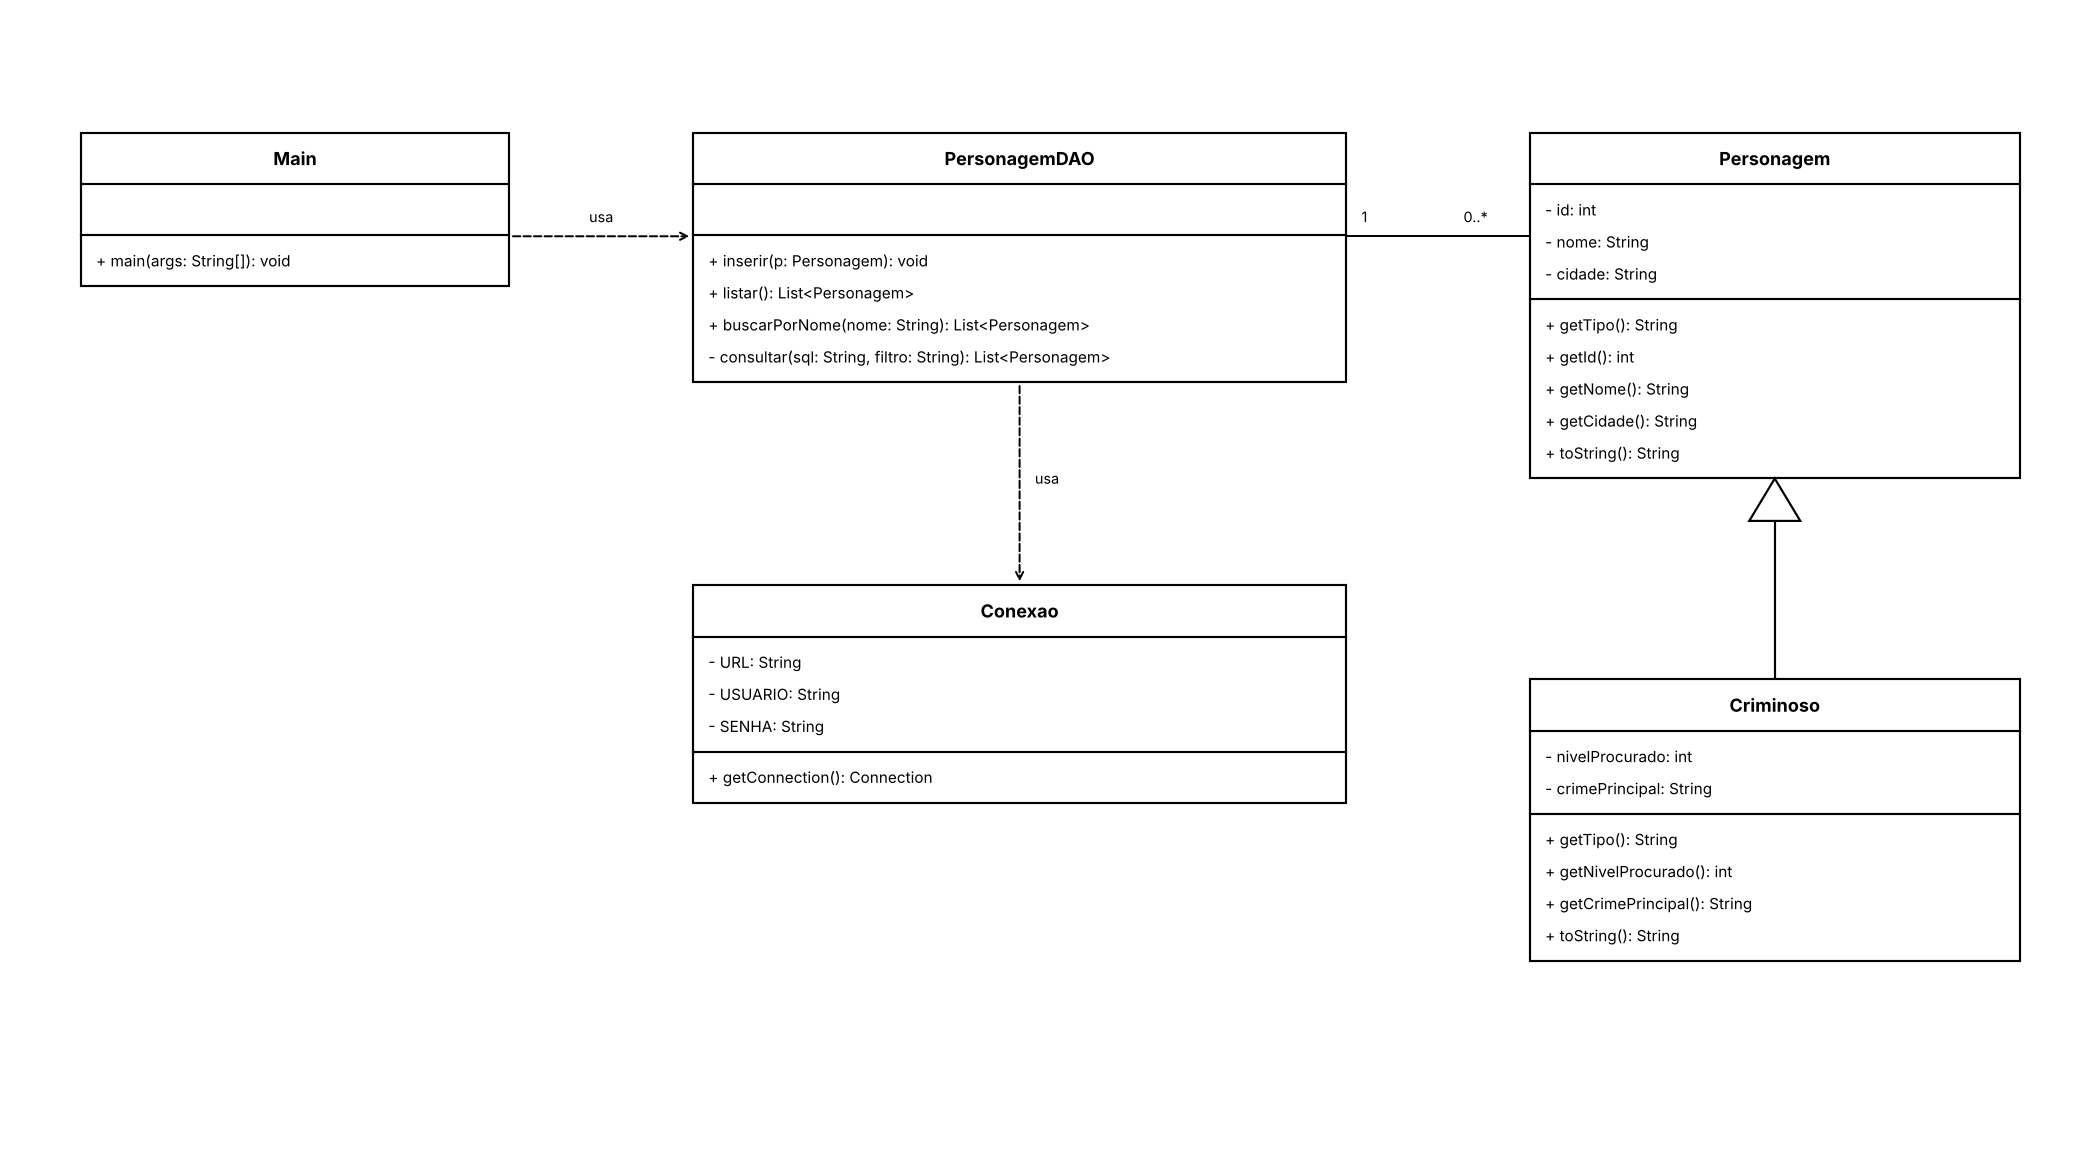 Main
+ main(args: String[]): void
usa
PersonagemDAO
+ inserir(p: Personagem): void
+ listar(): List<Personagem>
+ buscarPorNome(nome: String): List<Personagem>
- consultar(sql: String, filtro: String): List<Personagem>
1
0..*
Personagem
- id: int
- nome: String
- cidade: String
+ getTipo(): String
+ getId(): int
+ getNome(): String
+ getCidade(): String
+ toString(): String
usa
Conexao
- URL: String
- USUARIO: String
- SENHA: String
+ getConnection(): Connection
Criminoso
- nivelProcurado: int
- crimePrincipal: String
+ getTipo(): String
+ getNivelProcurado(): int
+ getCrimePrincipal(): String
+ toString(): String